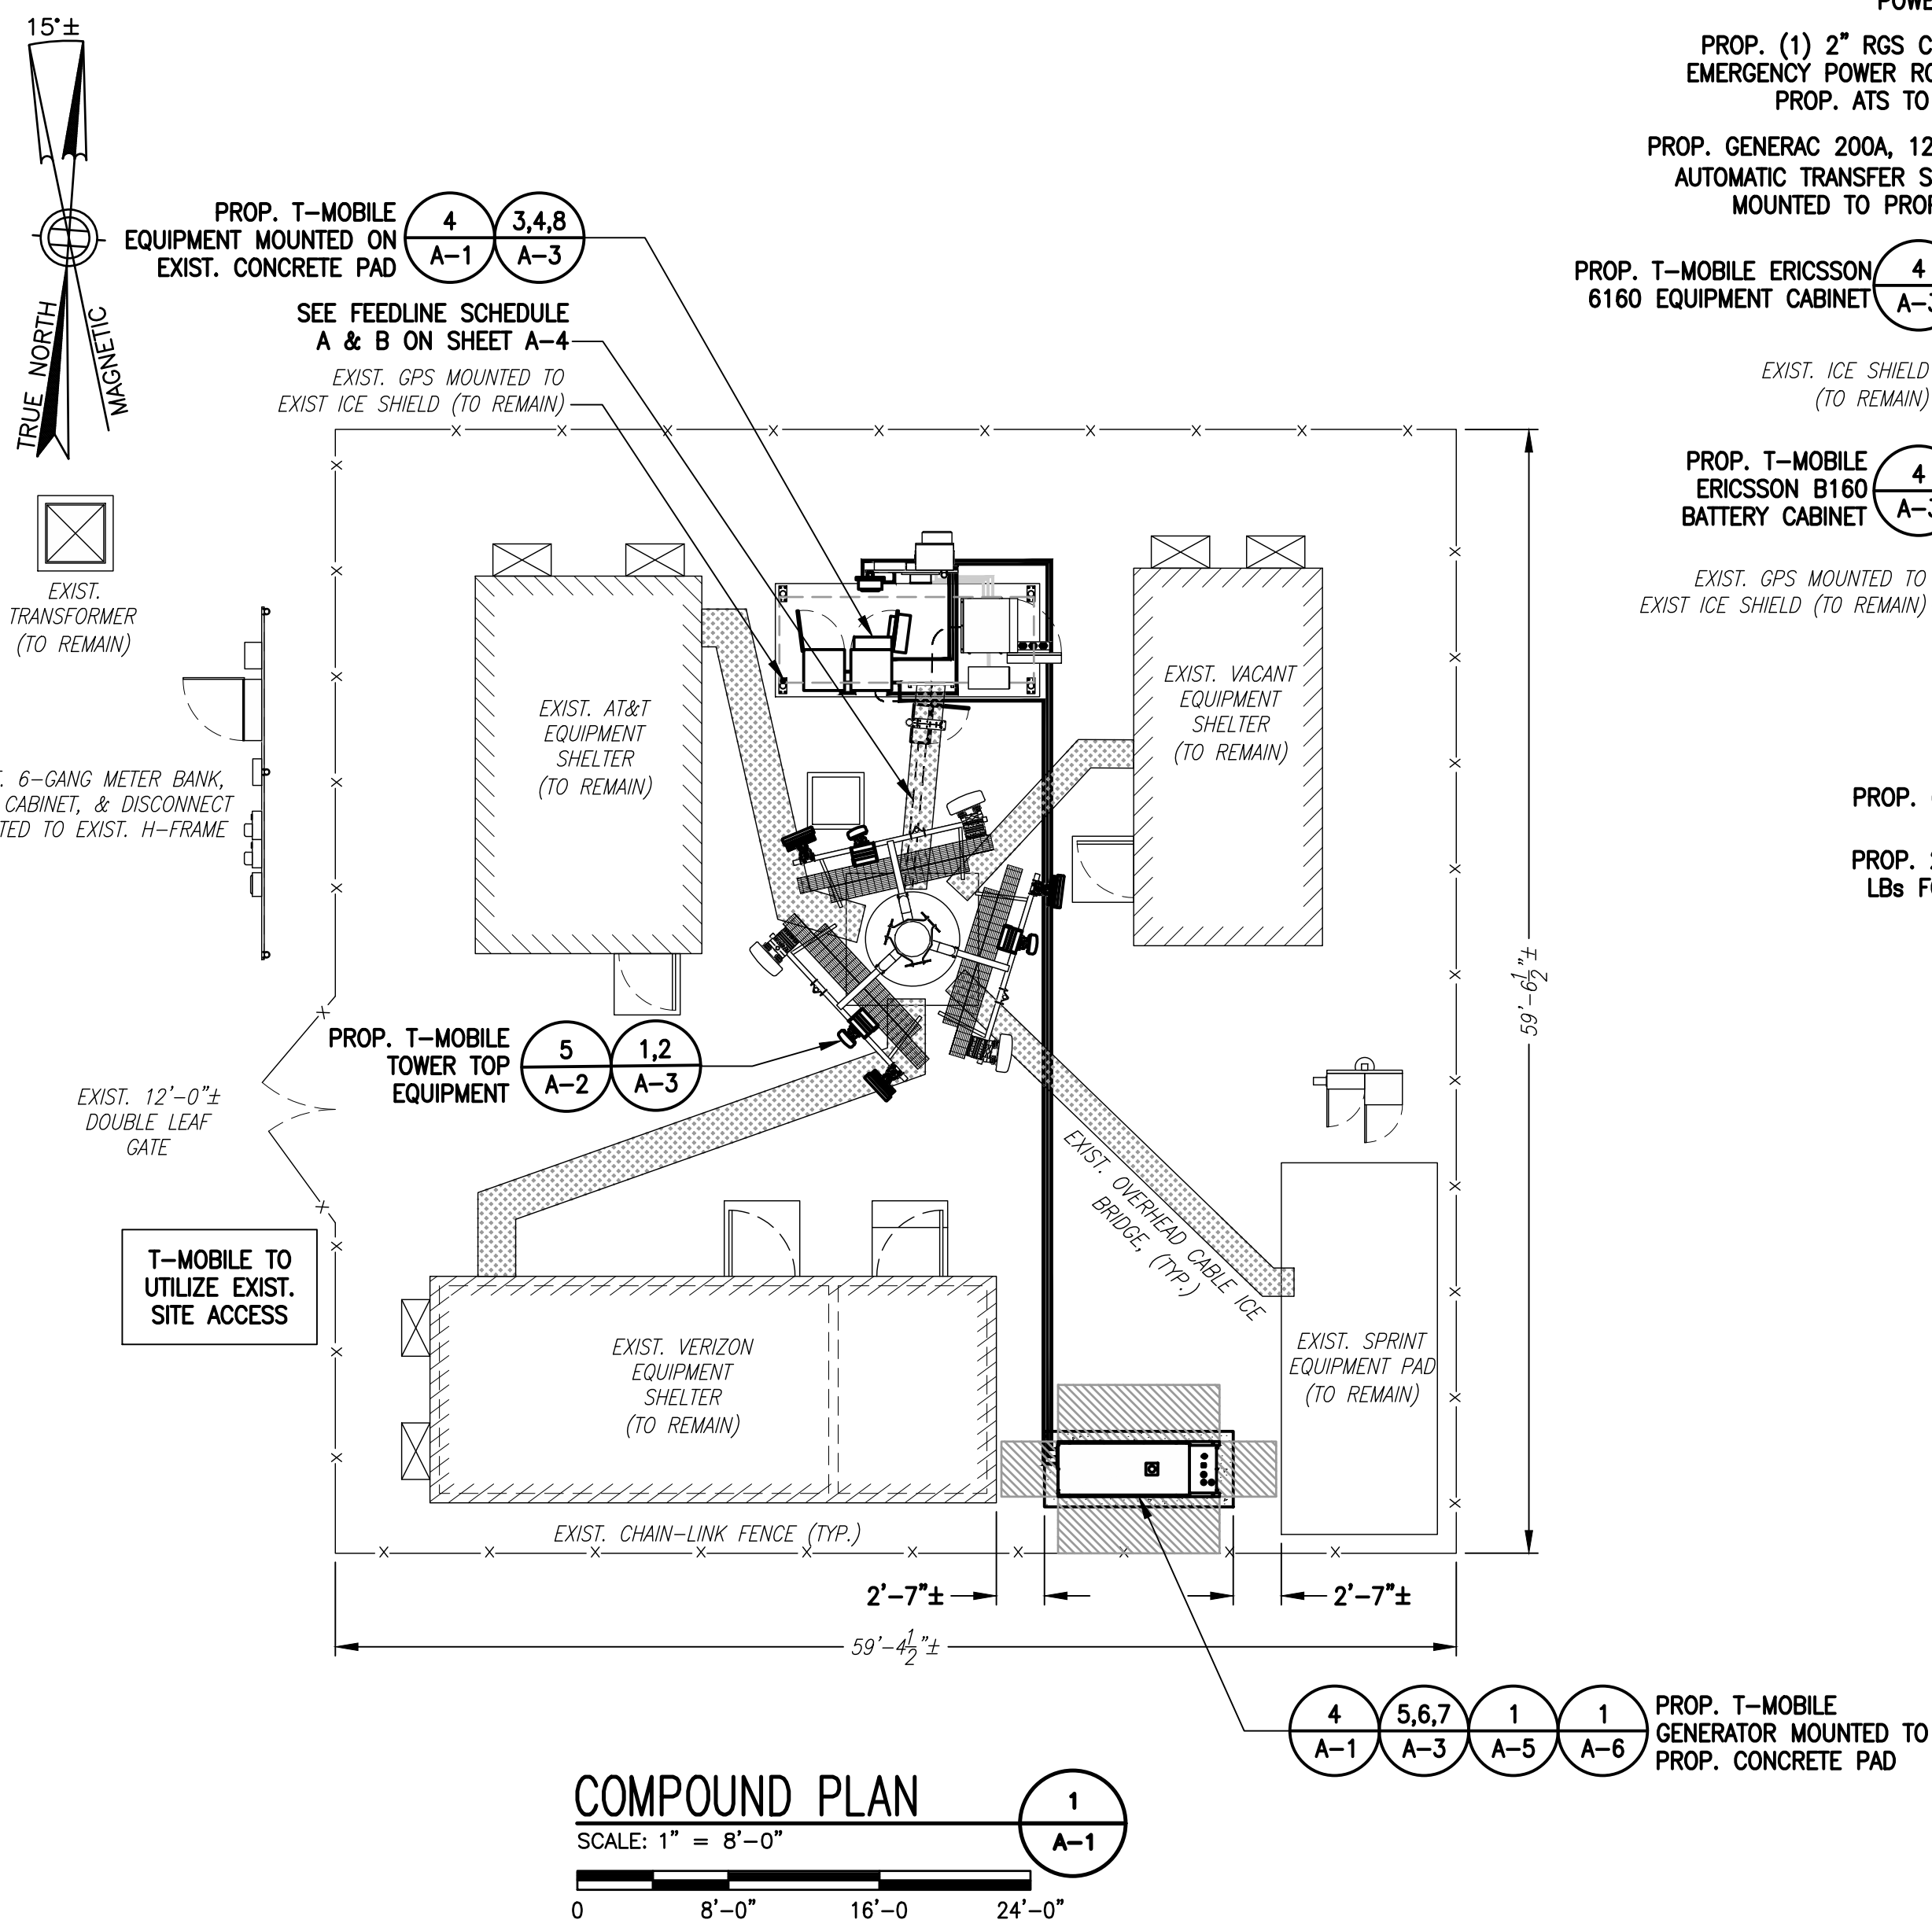 15°±
TRUE NORTH
MAGNETIC
PROP. T-MOBILE
EQUIPMENT MOUNTED ON
EXIST. CONCRETE PAD
4
A-1
3,4,8
A-3
SEE FEEDLINE SCHEDULE
A & B ON SHEET A-4
EXIST. GPS MOUNTED TO
EXIST ICE SHIELD (TO REMAIN)
EXIST.
TRANSFORMER
(TO REMAIN)
6-GANG METER BANK,
CABINET, & DISCONNECT
TO EXIST. H-FRAME
EXIST. AT&T
EQUIPMENT
SHELTER
(TO REMAIN)
EXIST. VACANT
EQUIPMENT
SHELTER
(TO REMAIN)
PROP. T-MOBILE
TOWER TOP
EQUIPMENT
5
A-2
1,2
A-3
EXIST. 12'-0"±
DOUBLE LEAF
GATE
T-MOBILE TO
UTILIZE EXIST.
SITE ACCESS
EXIST. OVERHEAD CABLE ICE
BRIDGE, (TYP.)
EXIST. VERIZON
EQUIPMENT
SHELTER
(TO REMAIN)
EXIST. SPRINT
EQUIPMENT PAD
(TO REMAIN)
EXIST. CHAIN-LINK FENCE (TYP.)
59'-6 1/2"±
2'-7"±
2'-7"±
59'-4 1/2"±
4
A-1
5,6,7
A-3
1
A-5
1
A-6
PROP. T-MOBILE
GENERATOR MOUNTED TO
PROP. CONCRETE PAD
COMPOUND PLAN
1
A-1
SCALE: 1" = 8'-0"
0 8'-0" 16'-0 24'-0"
PROP. (1) 2" RGS
EMERGENCY POWER
PROP. ATS TO
PROP. GENERAC 200A,
AUTOMATIC TRANSFER
MOUNTED TO
PROP. T-MOBILE ERICSSON
6160 EQUIPMENT CABINET
4
EXIST. ICE SHIELD
(TO REMAIN)
PROP. T-MOBILE
ERICSSON B160
BATTERY CABINET
4
EXIST. GPS MOUNTED TO
EXIST ICE SHIELD (TO REMAIN)
PROP.
PROP.
LBs